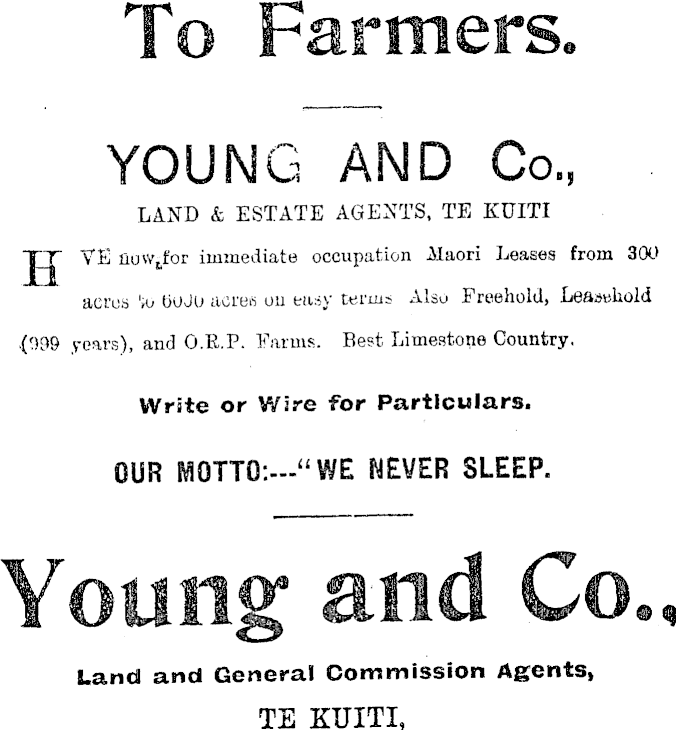 To Farmers.
YOUNG AND Co.,
LAND & ESTATE AGENTS, TE KUITI
H VE now for immediate occupation Maori Leases from 300
acres to acres on easy terms Also Freehold, Leasehold
(999 years), and O.R.P. Farms. Best Limestone Country.
Write or Wire for Particulars.
OUR MOTTO:---"WE NEVER SLEEP.
Young and Co.,
Land and General Commission Agents,
TE KUITI,